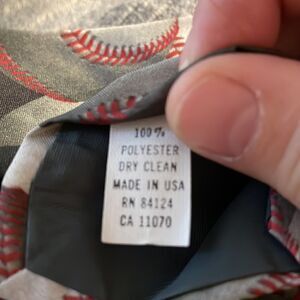 100%
POLYESTER
DRY CLEAN
MADE IN USA
RN 84124
CA 11070